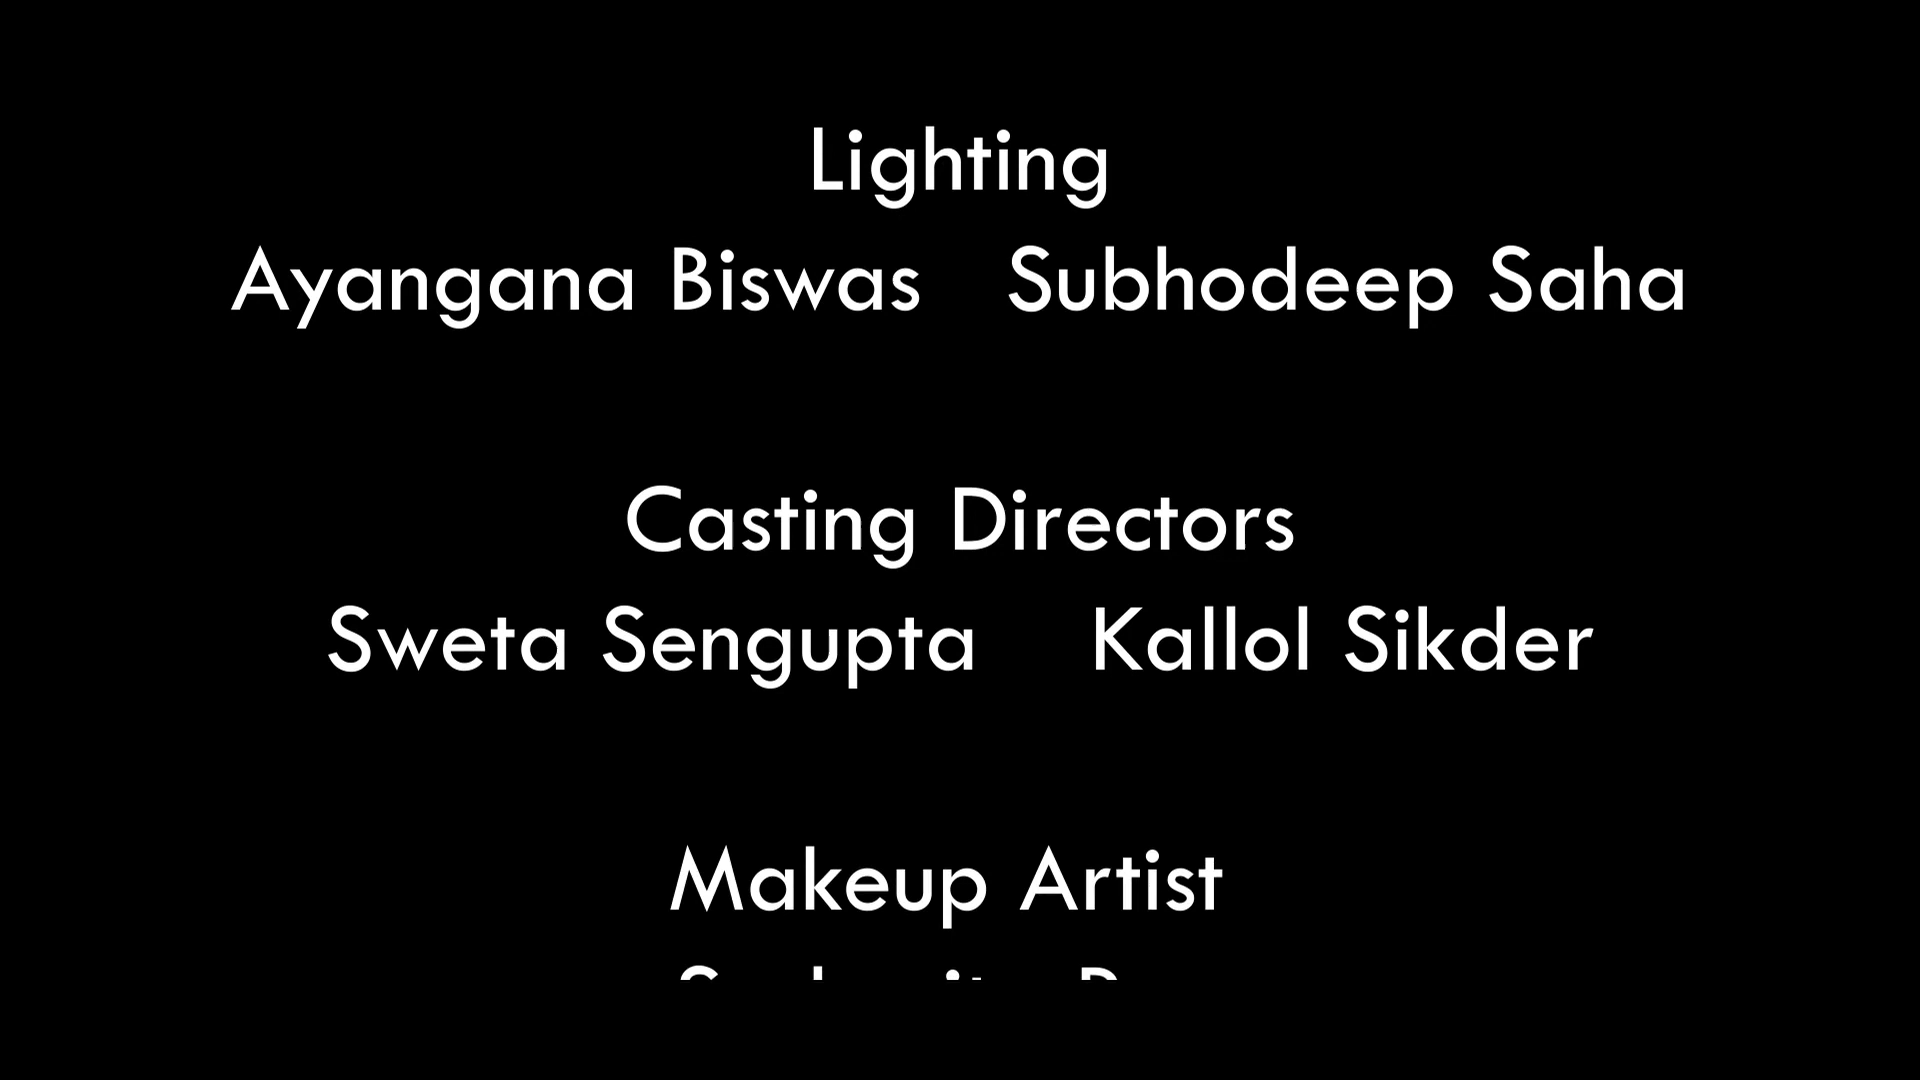 Lighting
Ayangana Biswas Subhodeep Saha
Casting Directors
Sweta Sengupta Kallol Sikder
Makeup Artist